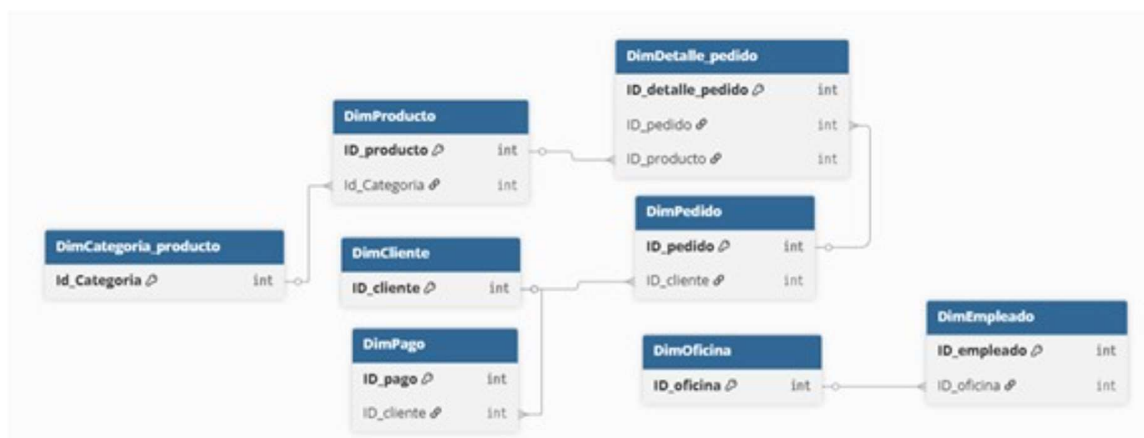 DimDetalle_pedido
ID_detalle_pedido int
ID_pedido int
ID_producto int
DimProducto
ID_producto int
Id_Categoria int
DimPedido
ID_pedido int
ID_cliente int
DimCategoria_producto
Id_Categoria int
DimCliente
ID_cliente int
DimPago
ID_pago int
ID_cliente int
DimOficina
ID_oficina int
DimEmpleado
ID_empleado int
ID_oficina int